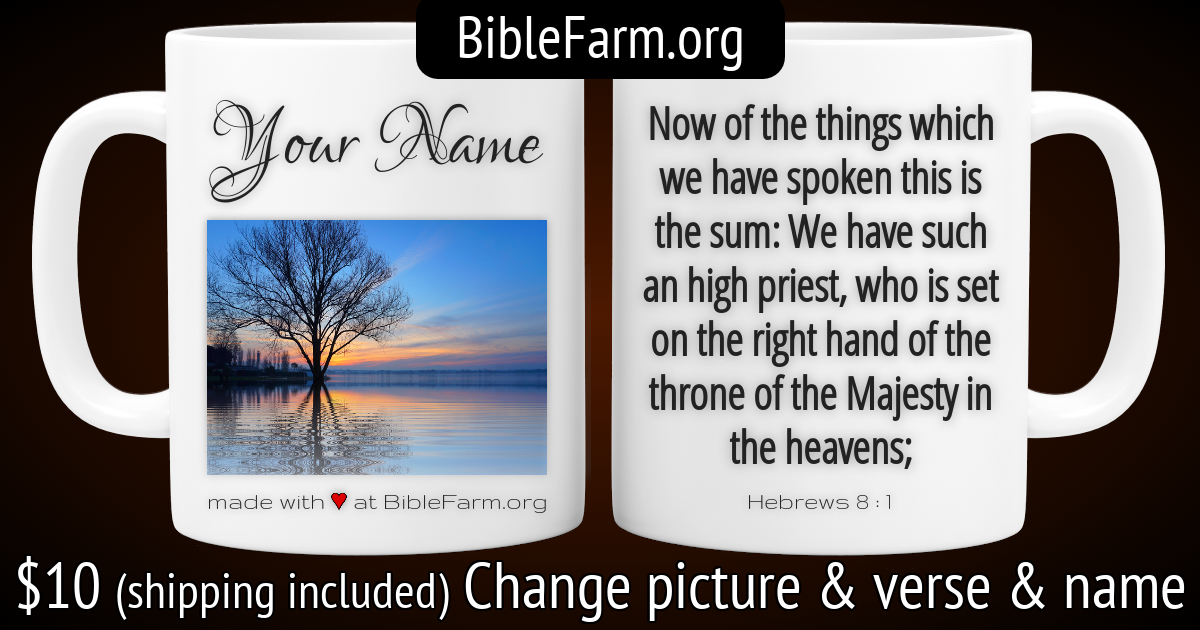 BibleFarm.org
Your Name
made with ❤ at BibleFarm.org
Now of the things which
we have spoken this is
the sum: We have such
an high priest, who is set
on the right hand of the
throne of the Majesty in
the heavens;
Hebrews 8 : 1
$10 (shipping included) Change picture & verse & name